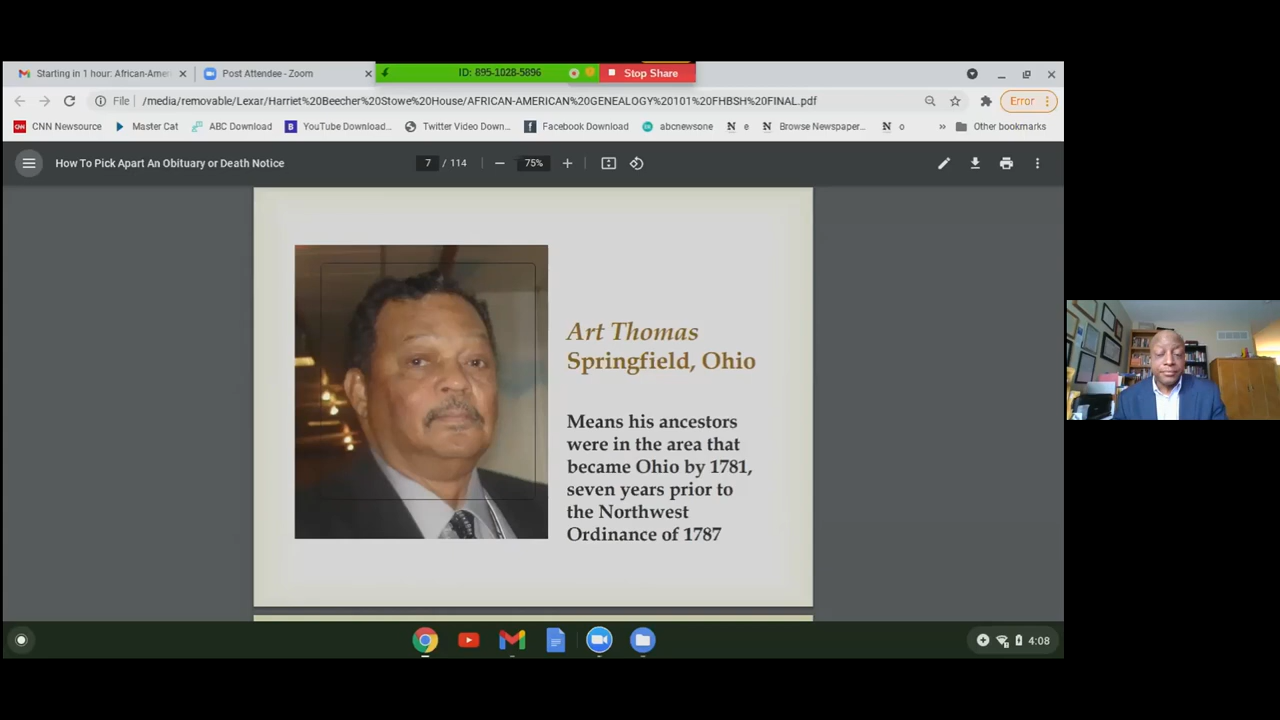 Starting in 1 hour: African-Amer
Post Attendee - Zoom
ID: 895-1028-5896
Stop Share
File
/media/removable/Lexar/Harriet%20Beecher%20Stowe%20House/AFRICAN-AMERICAN%20GENEALOGY%20101%20FHBSH%20FINAL.pdf
Error
CNN Newsource
Master Cat
ABC Download
YouTube Download...
Twitter Video Down...
Facebook Download
abcnewsone
N e
N Browse Newspaper...
N o
»
Other bookmarks
How To Pick Apart An Obituary or Death Notice
7 / 114
75%
Art Thomas
Springfield, Ohio
Means his ancestors
were in the area that
became Ohio by 1781,
seven years prior to
the Northwest
Ordinance of 1787
4:08